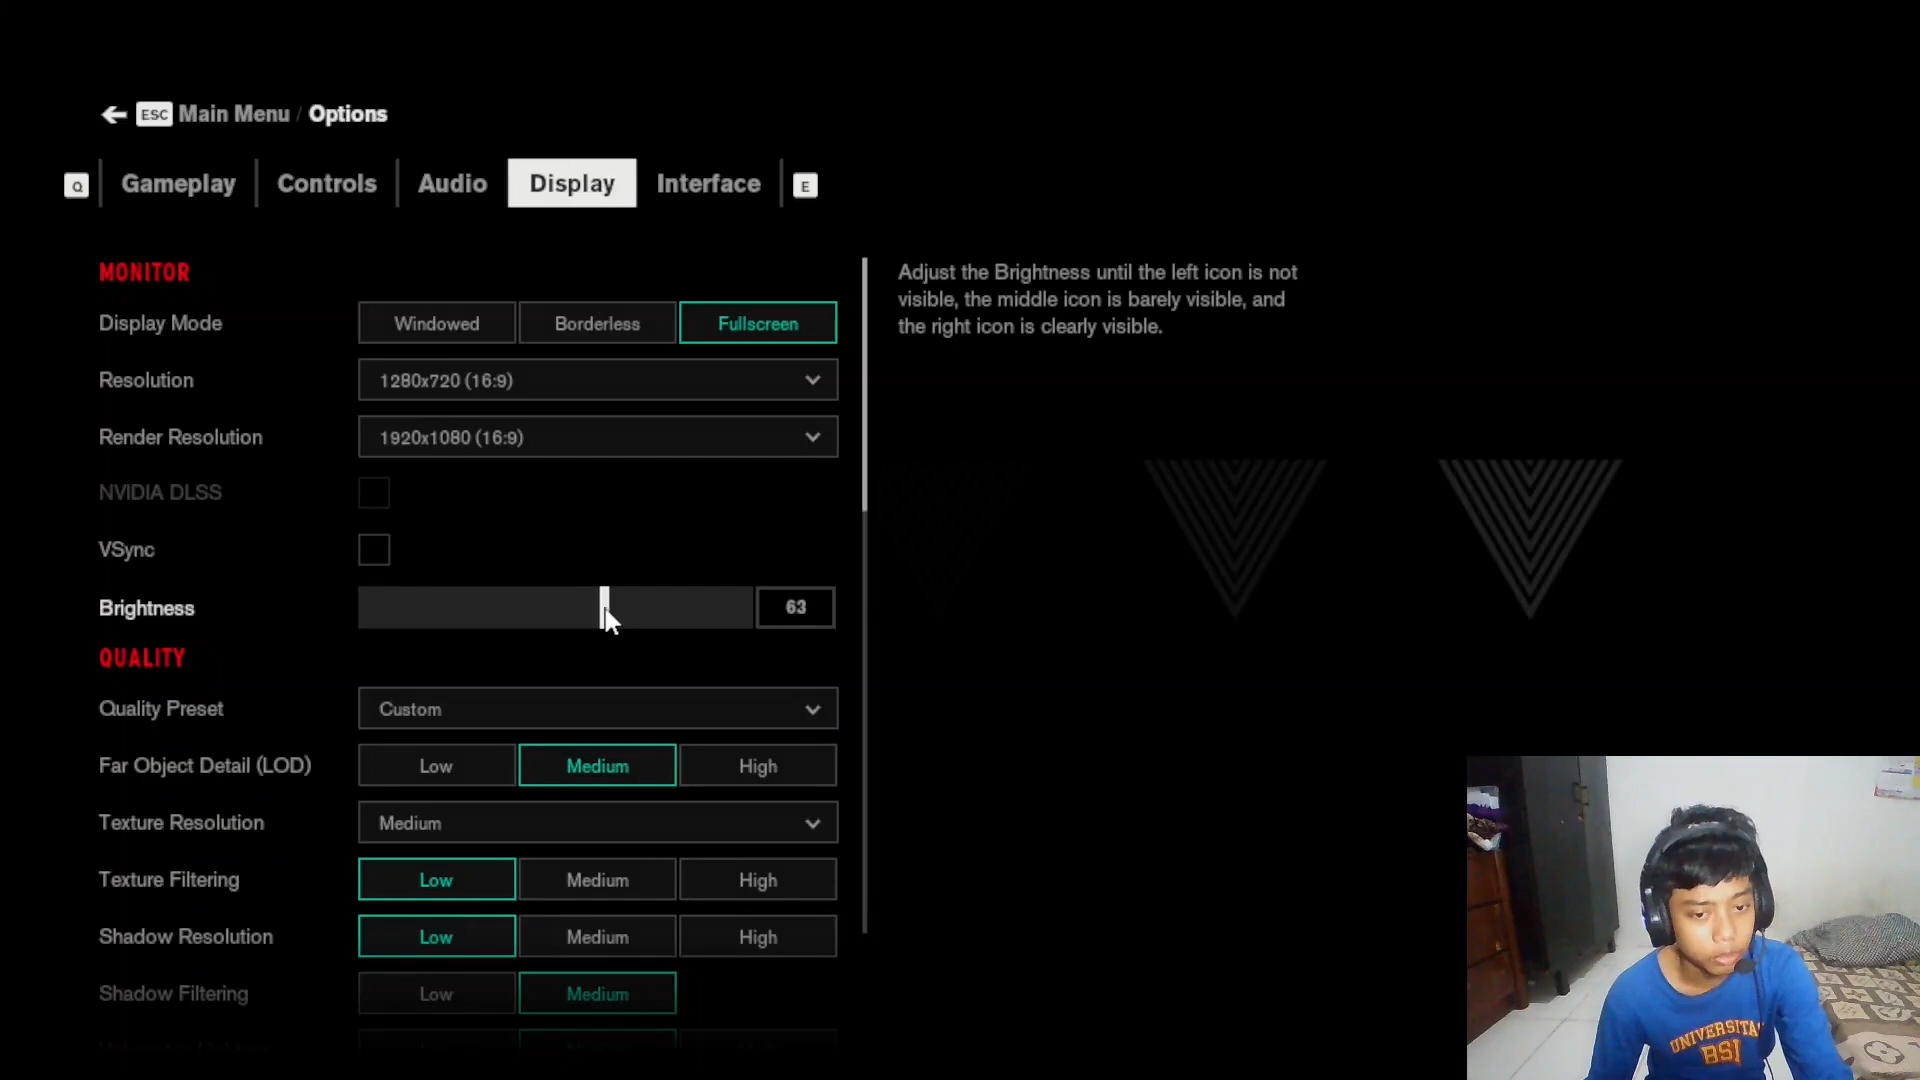 ESC Main Menu / Options
Q Gameplay Controls Audio Display Interface E
MONITOR
Display Mode Windowed Borderless Fullscreen
Resolution 1280x720 (16:9)
Render Resolution 1920x1080 (16:9)
NVIDIA DLSS
VSync
Brightness 63
QUALITY
Quality Preset Custom
Far Object Detail (LOD) Low Medium High
Texture Resolution Medium
Texture Filtering Low Medium High
Shadow Resolution Low Medium High
Shadow Filtering Low Medium
Adjust the Brightness until the left icon is not
visible, the middle icon is barely visible, and
the right icon is clearly visible.
UNIVERSITAS
BSI